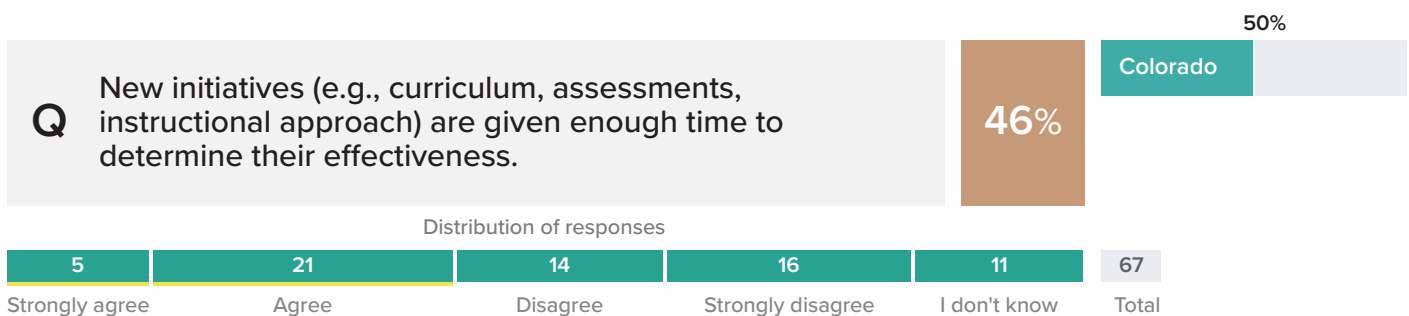 50%
Q
New initiatives (e.g., curriculum, assessments,
instructional approach) are given enough time to
determine their effectiveness.
46%
Colorado
Distribution of responses
5 21 14 16 11 67
Strongly agree Agree Disagree Strongly disagree I don't know Total